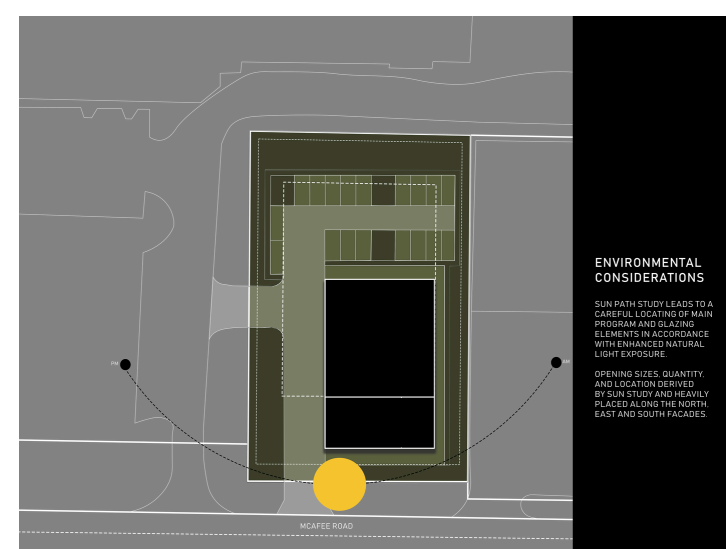 ENVIRONMENTAL
CONSIDERATIONS
SUN PATH STUDY LEADS TO A
CAREFUL LOCATING OF MAIN
PROGRAM AND GLAZING
ELEMENTS IN ACCORDANCE
WITH ENHANCED NATURAL
LIGHT EXPOSURE.
OPENING SIZES, QUANTITY,
AND LOCATION DERIVED
BY SUN STUDY AND HEAVILY
PLACED ALONG THE NORTH,
EAST AND SOUTH FACADES.
PM
AM
MCAFEE ROAD